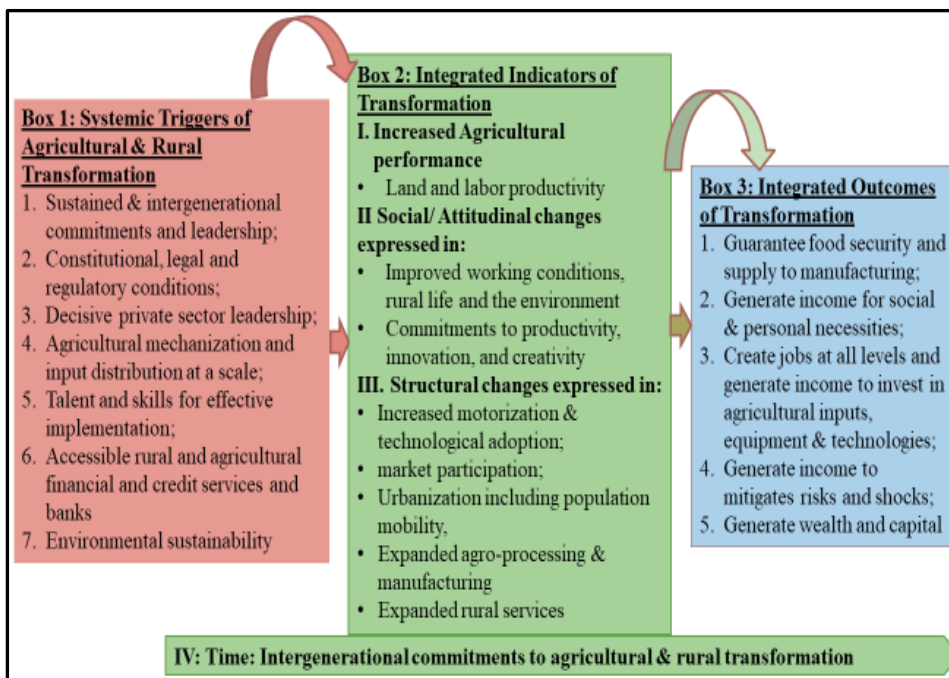 Box 1: Systemic Triggers of
Agricultural & Rural
Transformation
1. Sustained & intergenerational
commitments and leadership;
2. Constitutional, legal and
regulatory conditions;
3. Decisive private sector leadership;
4. Agricultural mechanization and
input distribution at a scale;
5. Talent and skills for effective
implementation;
6. Accessible rural and agricultural
financial and credit services and
banks
7. Environmental sustainability
Box 2: Integrated Indicators of
Transformation
I. Increased Agricultural
performance
• Land and labor productivity
II Social/ Attitudinal changes
expressed in:
• Improved working conditions,
rural life and the environment
• Commitments to productivity,
innovation, and creativity
III. Structural changes expressed in:
• Increased motorization &
technological adoption;
• market participation;
• Urbanization including population
mobility,
• Expanded agro-processing &
manufacturing
• Expanded rural services
Box 3: Integrated Outcomes
of Transformation
1. Guarantee food security and
supply to manufacturing;
2. Generate income for social
& personal necessities;
3. Create jobs at all levels and
generate income to invest in
agricultural inputs,
equipment & technologies;
4. Generate income to
mitigates risks and shocks;
5. Generate wealth and capital
IV: Time: Intergenerational commitments to agricultural & rural transformation